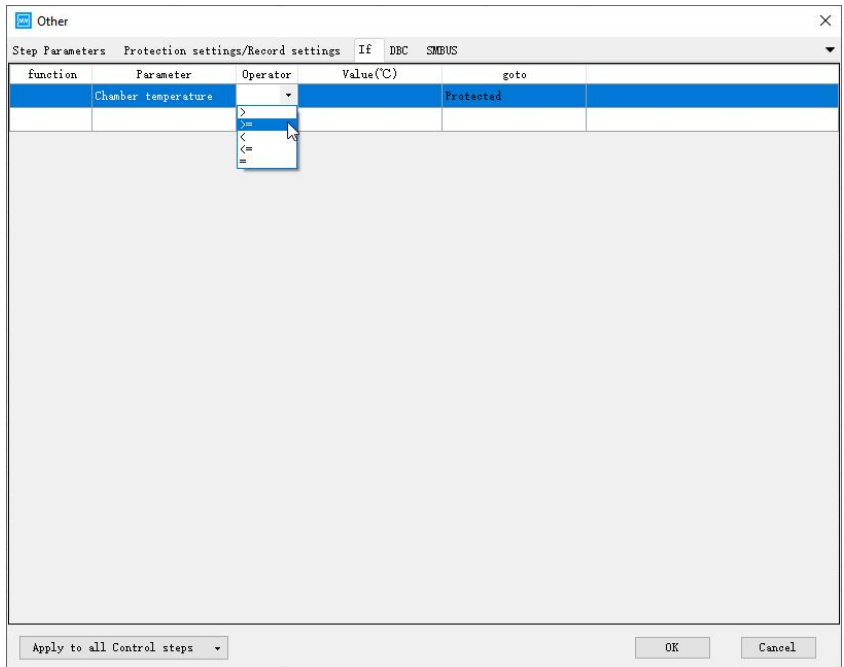 Other
Step Parameters Protection settings/Record settings If DBC SMBUS
function Parameter Operator Value(℃) goto
Chamber temperature Protected
>
>=
<
<=
=
Apply to all Control steps OK Cancel